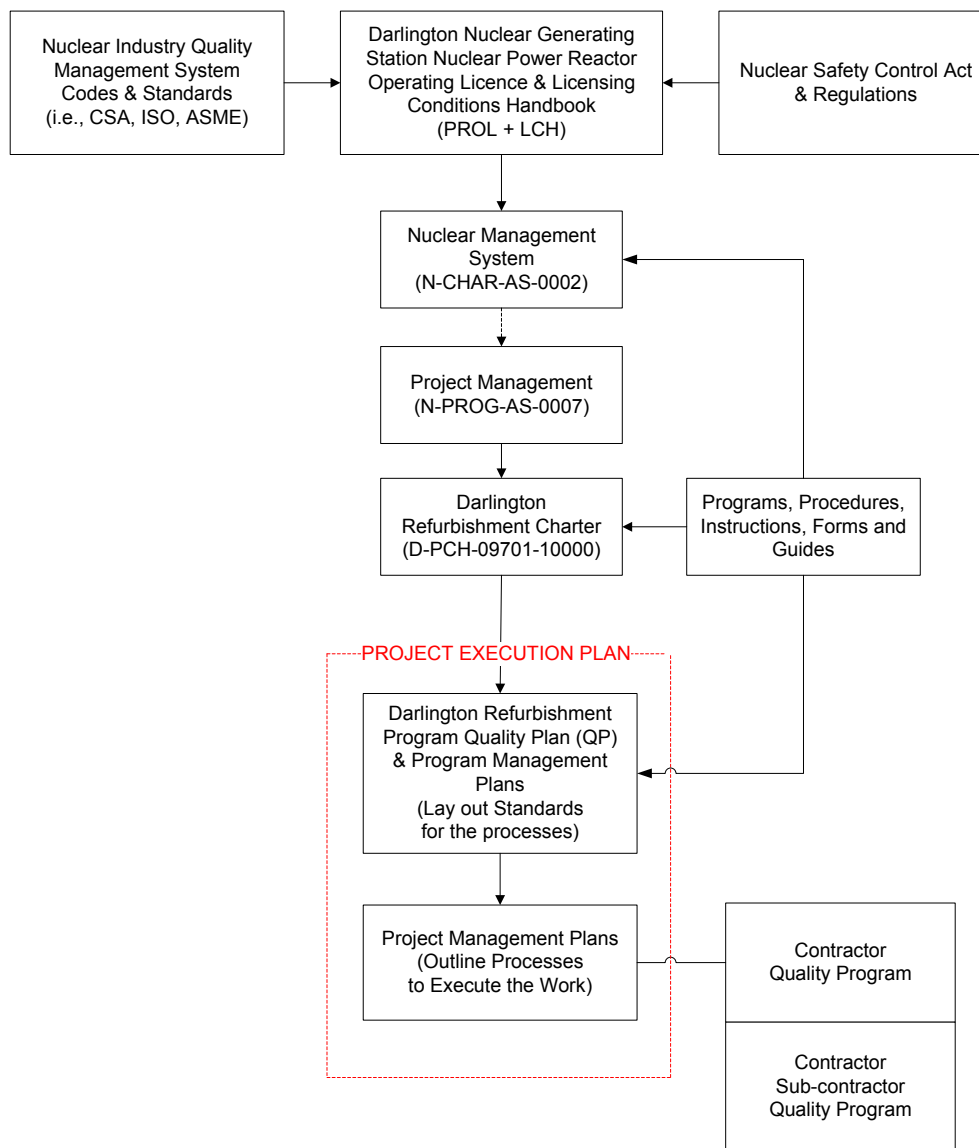 Nuclear Industry Quality
Management System
Codes & Standards
(i.e., CSA, ISO, ASME)
Darlington Nuclear Generating
Station Nuclear Power Reactor
Operating Licence & Licensing
Conditions Handbook
(PROL + LCH)
Nuclear Safety Control Act
& Regulations
Nuclear Management
System
(N-CHAR-AS-0002)
Project Management
(N-PROG-AS-0007)
Darlington
Refurbishment Charter
(D-PCH-09701-10000)
Programs, Procedures,
Instructions, Forms and
Guides
PROJECT EXECUTION PLAN
Darlington Refurbishment
Program Quality Plan (QP)
& Program Management
Plans
(Lay out Standards
for the processes)
Project Management Plans
(Outline Processes
to Execute the Work)
Contractor
Quality Program
Contractor
Sub-contractor
Quality Program